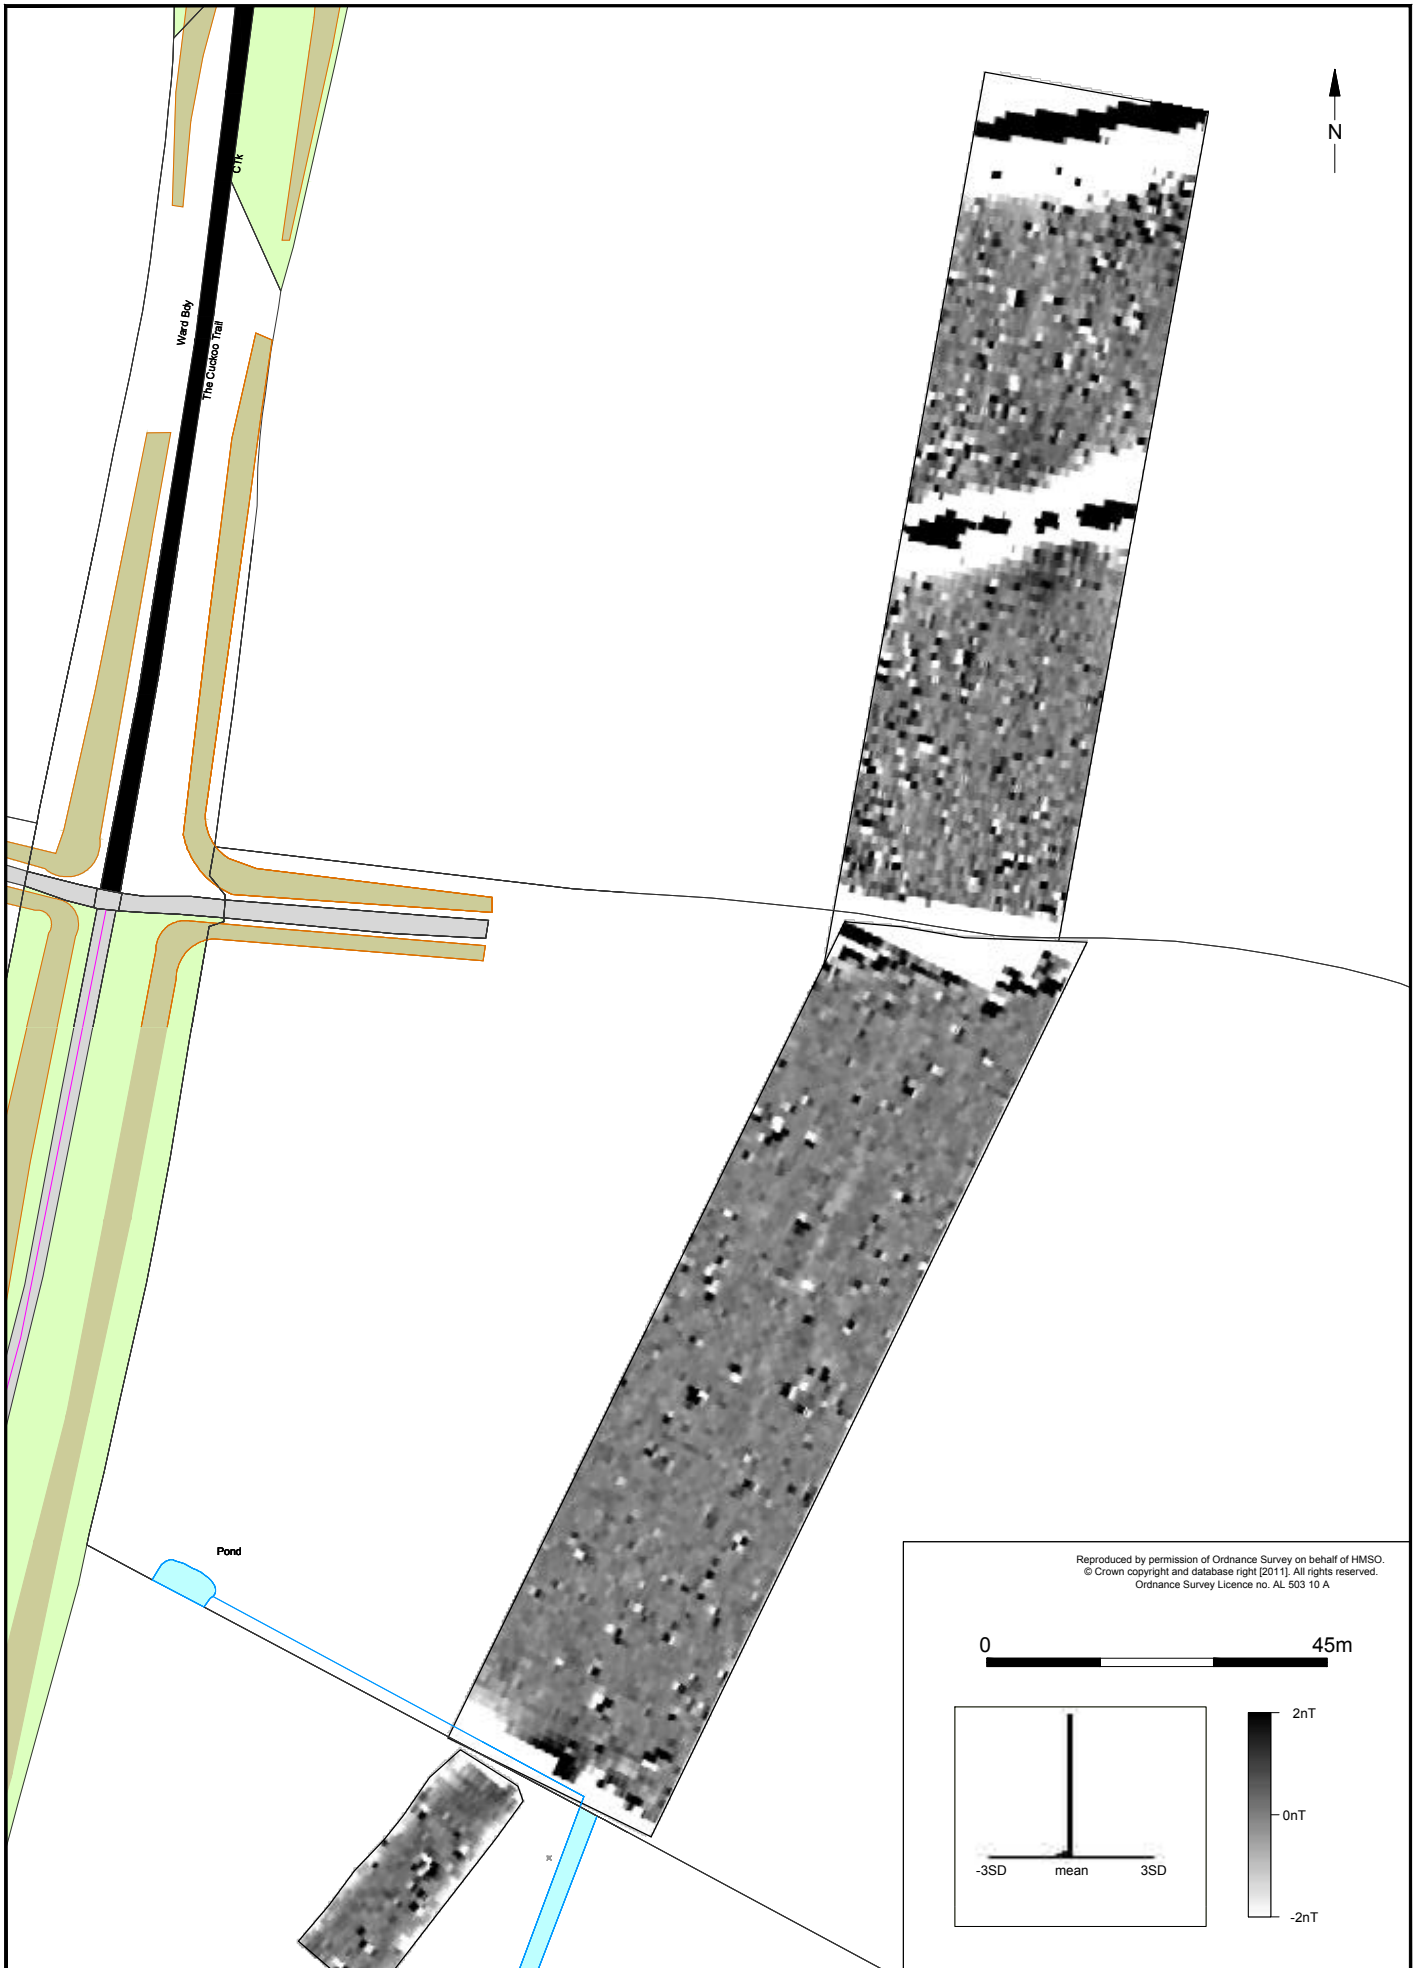 N
CTk
Ward Bdy
The Cuckoo Trail
Pond
Reproduced by permission of Ordnance Survey on behalf of HMSO.
© Crown copyright and database right [2011]. All rights reserved.
Ordnance Survey Licence no. AL 503 10 A
0 45m
2nT
0nT
-2nT
-3SD mean 3SD